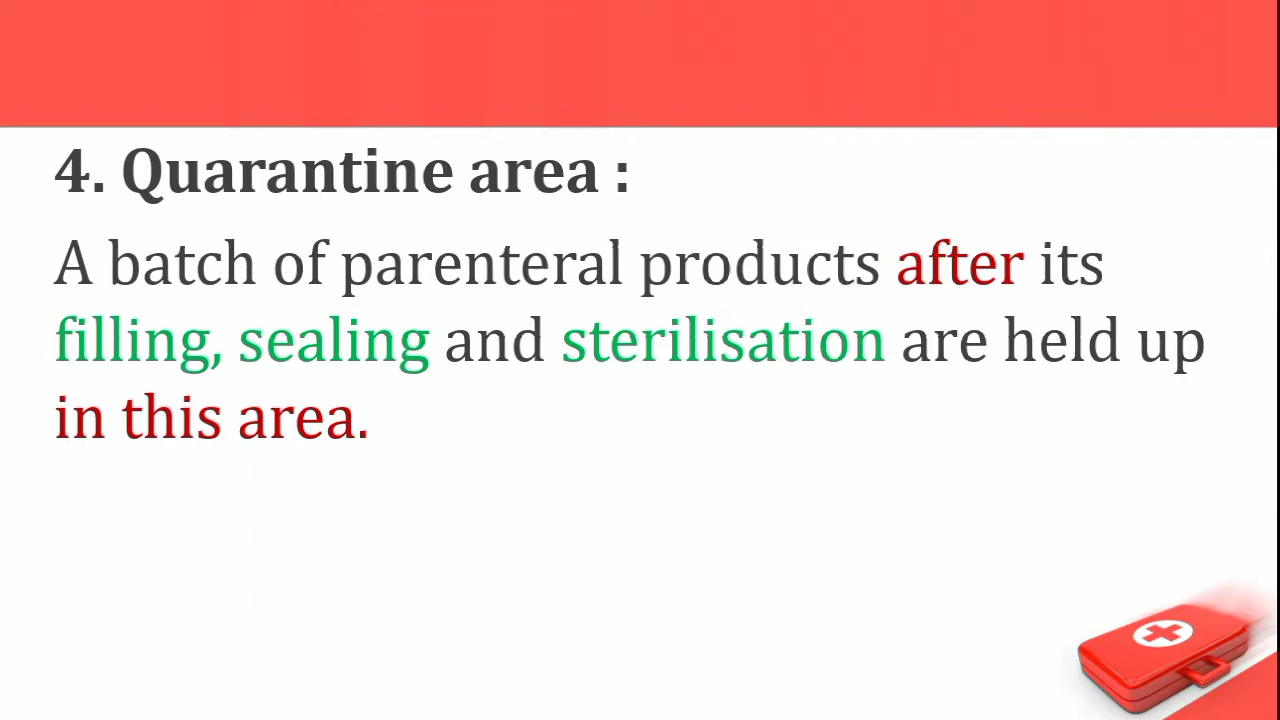 4. Quarantine area :
A batch of parenteral products after its
filling, sealing and sterilisation are held up
in this area.